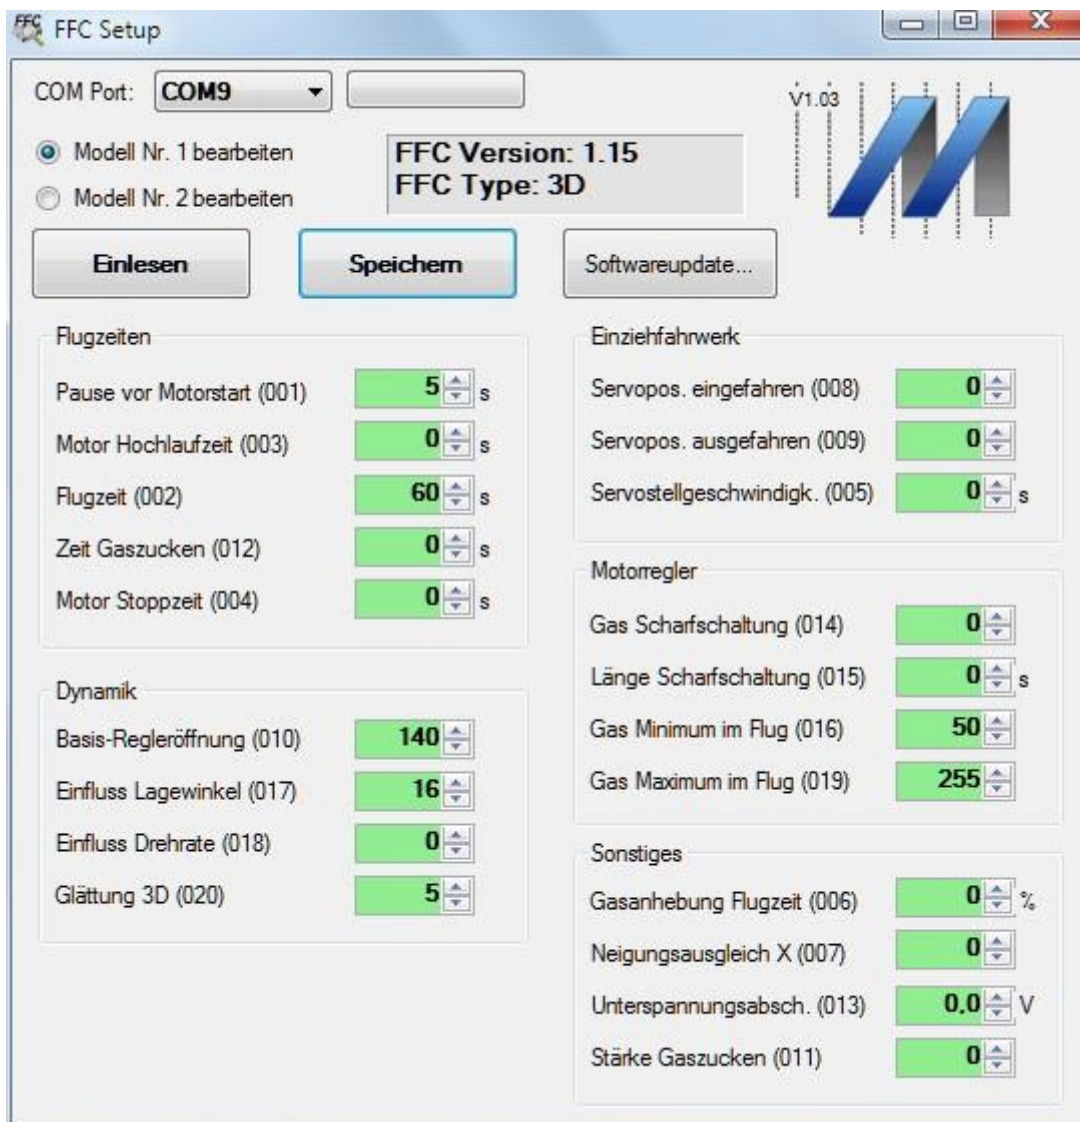 FFC FFC Setup
COM Port: COM9
V1.03
Modell Nr. 1 bearbeiten
Modell Nr. 2 bearbeiten
FFC Version: 1.15
FFC Type: 3D
Einlesen
Speichern
Softwareupdate...
Flugzeiten
Pause vor Motorstart (001) 5 s
Motor Hochlaufzeit (003) 0 s
Flugzeit (002) 60 s
Zeit Gaszucken (012) 0 s
Motor Stoppzeit (004) 0 s
Dynamik
Basis-Regleröffnung (010) 140
Einfluss Lagewinkel (017) 16
Einfluss Drehrate (018) 0
Glättung 3D (020) 5
Einziehfahrwerk
Servopos. eingefahren (008) 0
Servopos. ausgefahren (009) 0
Servostellgeschwindigk. (005) 0 s
Motorregler
Gas Scharfschaltung (014) 0
Länge Scharfschaltung (015) 0 s
Gas Minimum im Flug (016) 50
Gas Maximum im Flug (019) 255
Sonstiges
Gasanhebung Flugzeit (006) 0 %
Neigungsausgleich X (007) 0
Unterspannungsabsch. (013) 0.0 V
Stärke Gaszucken (011) 0